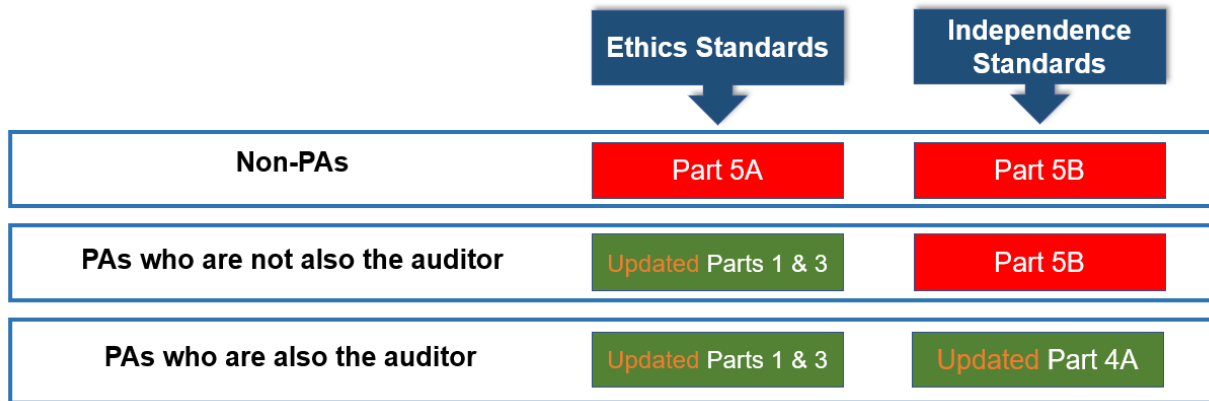 Ethics Standards
Independence
Standards
Non-PAs
Part 5A
Part 5B
PAs who are not also the auditor
Updated Parts 1 & 3
Part 5B
PAs who are also the auditor
Updated Parts 1 & 3
Updated Part 4A